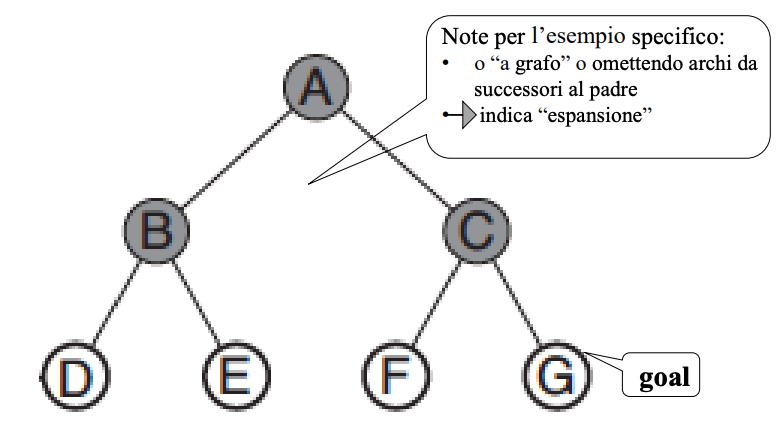 Note per l'esempio specifico:
• o “a grafo” o omettendo archi da
successori al padre
indica “espansione”
A
B
C
D
E
F
G
goal